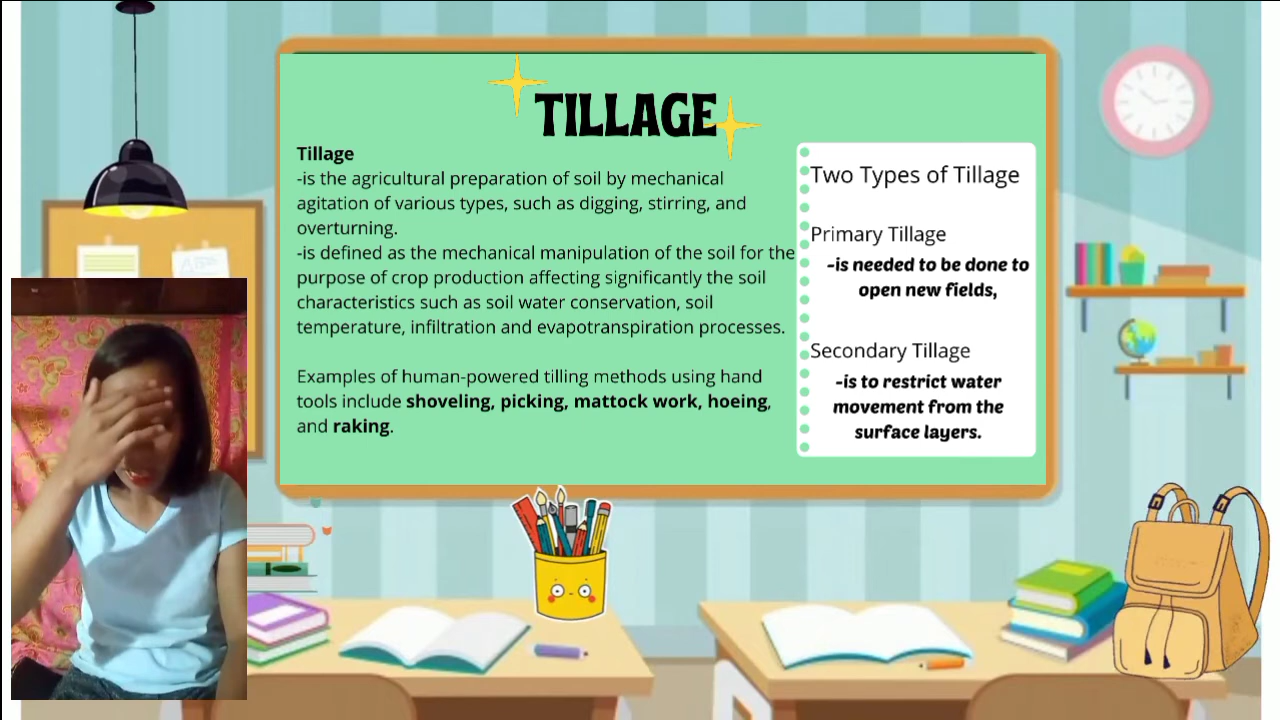 TILLAGE
Tillage
-is the agricultural preparation of soil by mechanical
agitation of various types, such as digging, stirring, and
overturning.
-is defined as the mechanical manipulation of the soil for the
purpose of crop production affecting significantly the soil
characteristics such as soil water conservation, soil
temperature, infiltration and evapotranspiration processes.
Examples of human-powered tilling methods using hand
tools include shoveling, picking, mattock work, hoeing,
and raking.
Two Types of Tillage
Primary Tillage
-is needed to be done to
open new fields,
Secondary Tillage
-is to restrict water
movement from the
surface layers.